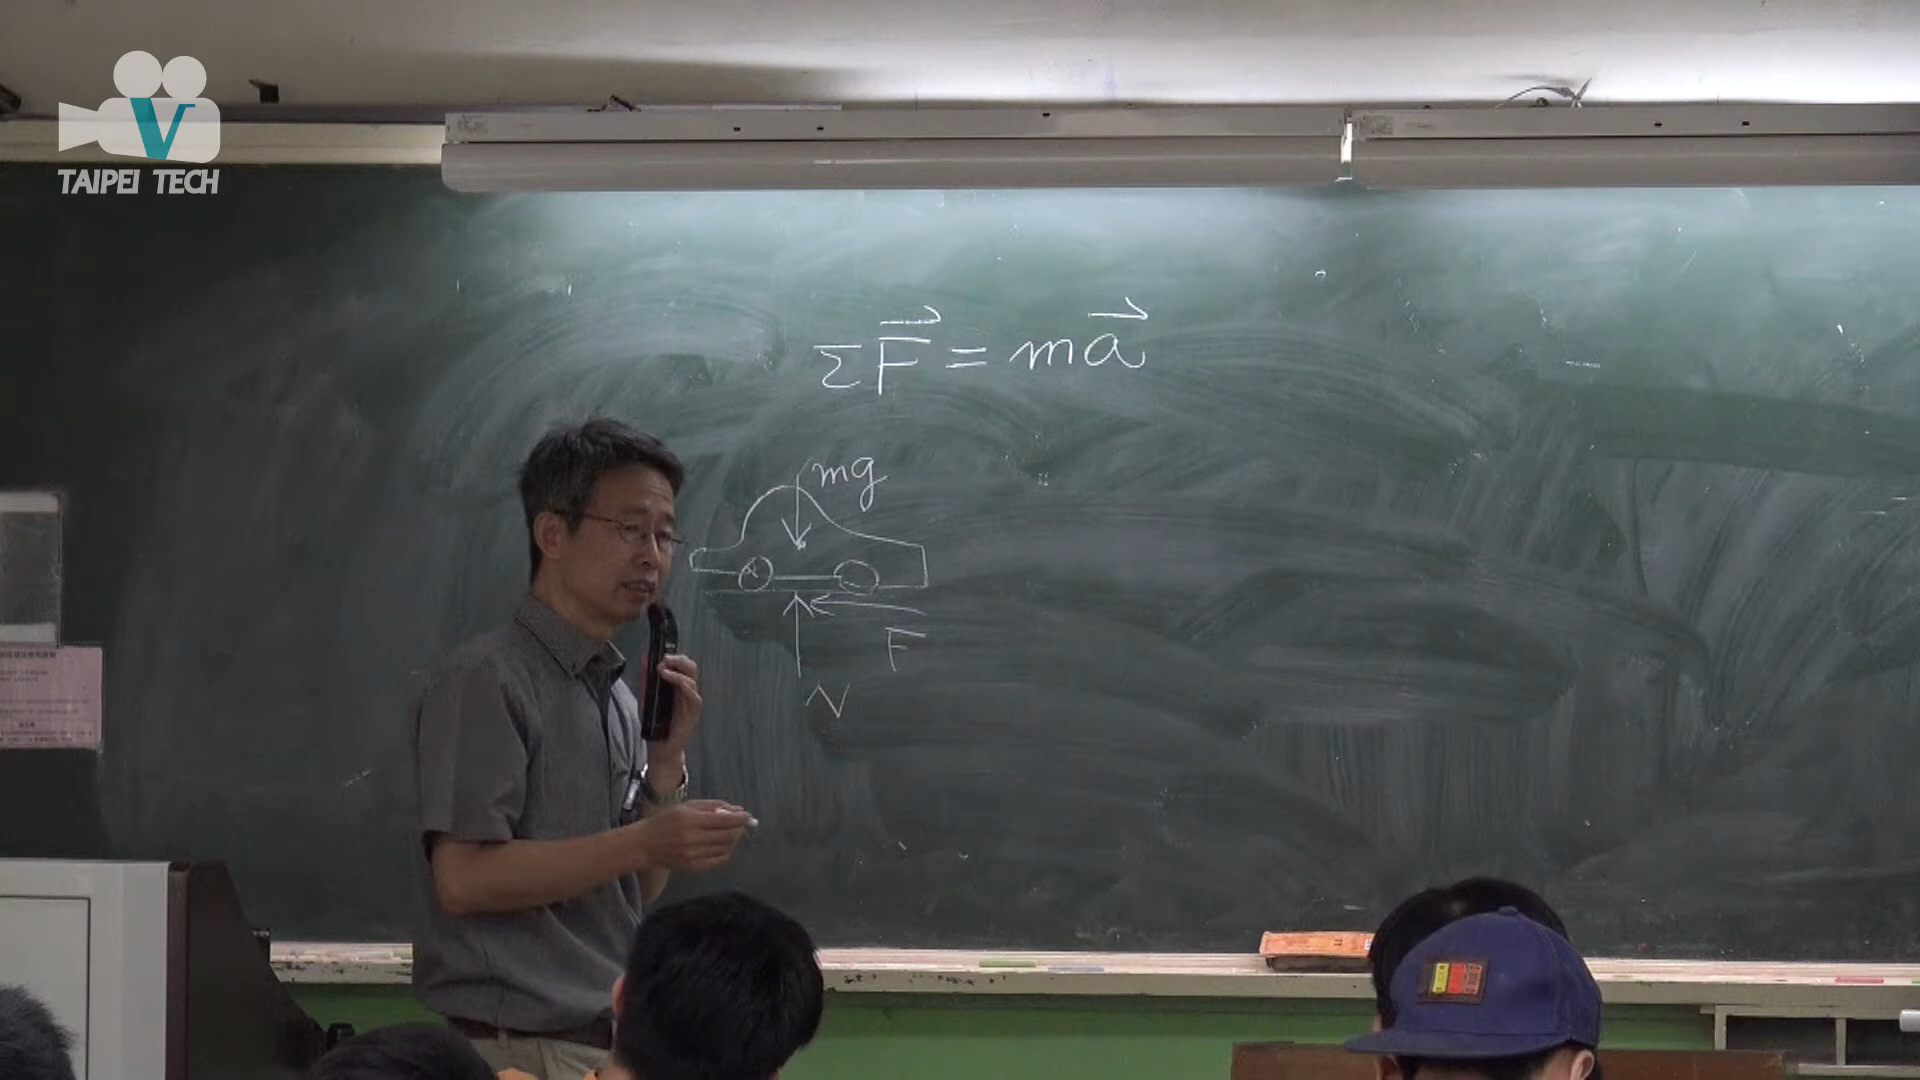 V
TAIPEI TECH
ΣF⃗ = ma⃗
mg
F
N